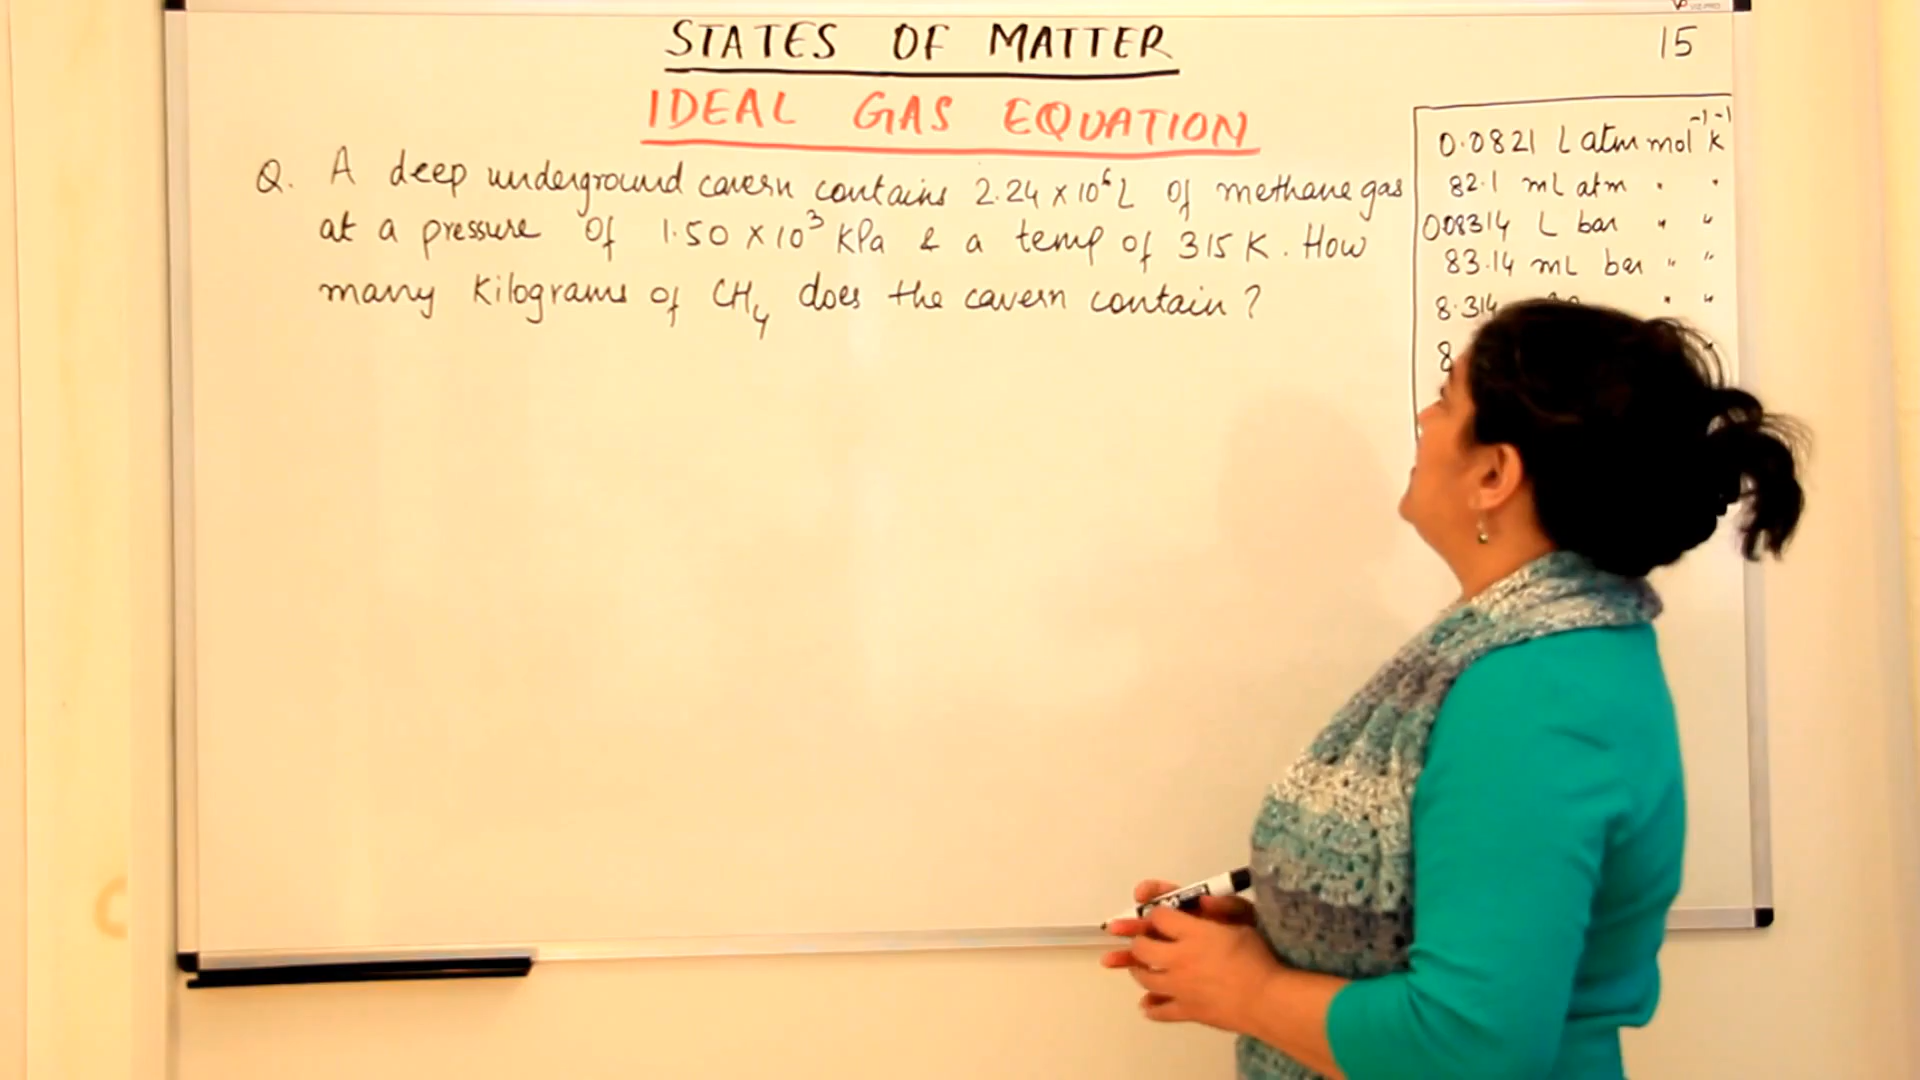 STATES OF MATTER
15
IDEAL GAS EQUATION
Q. A deep underground cavern contains 2.24 x 10⁶ L of methane gas
at a pressure of 1.50 x 10³ kPa & a temp of 315 K. How
many kilograms of CH₄ does the cavern contain?
0.0821 L atm mol⁻¹ K⁻¹
82.1 mL atm " "
0.08314 L bar " "
83.14 mL bar " "
8.314 " "
8 "